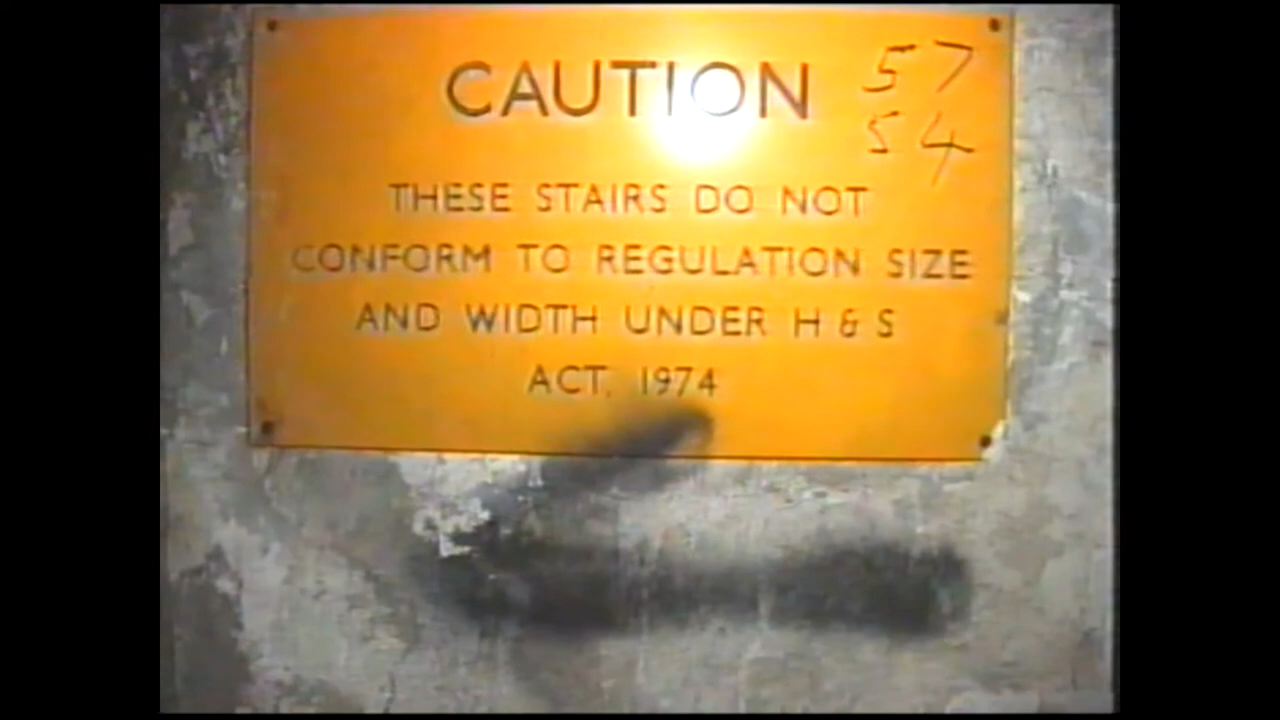 CAUTION
57
54
THESE STAIRS DO NOT
CONFORM TO REGULATION SIZE
AND WIDTH UNDER H & S
ACT, 1974